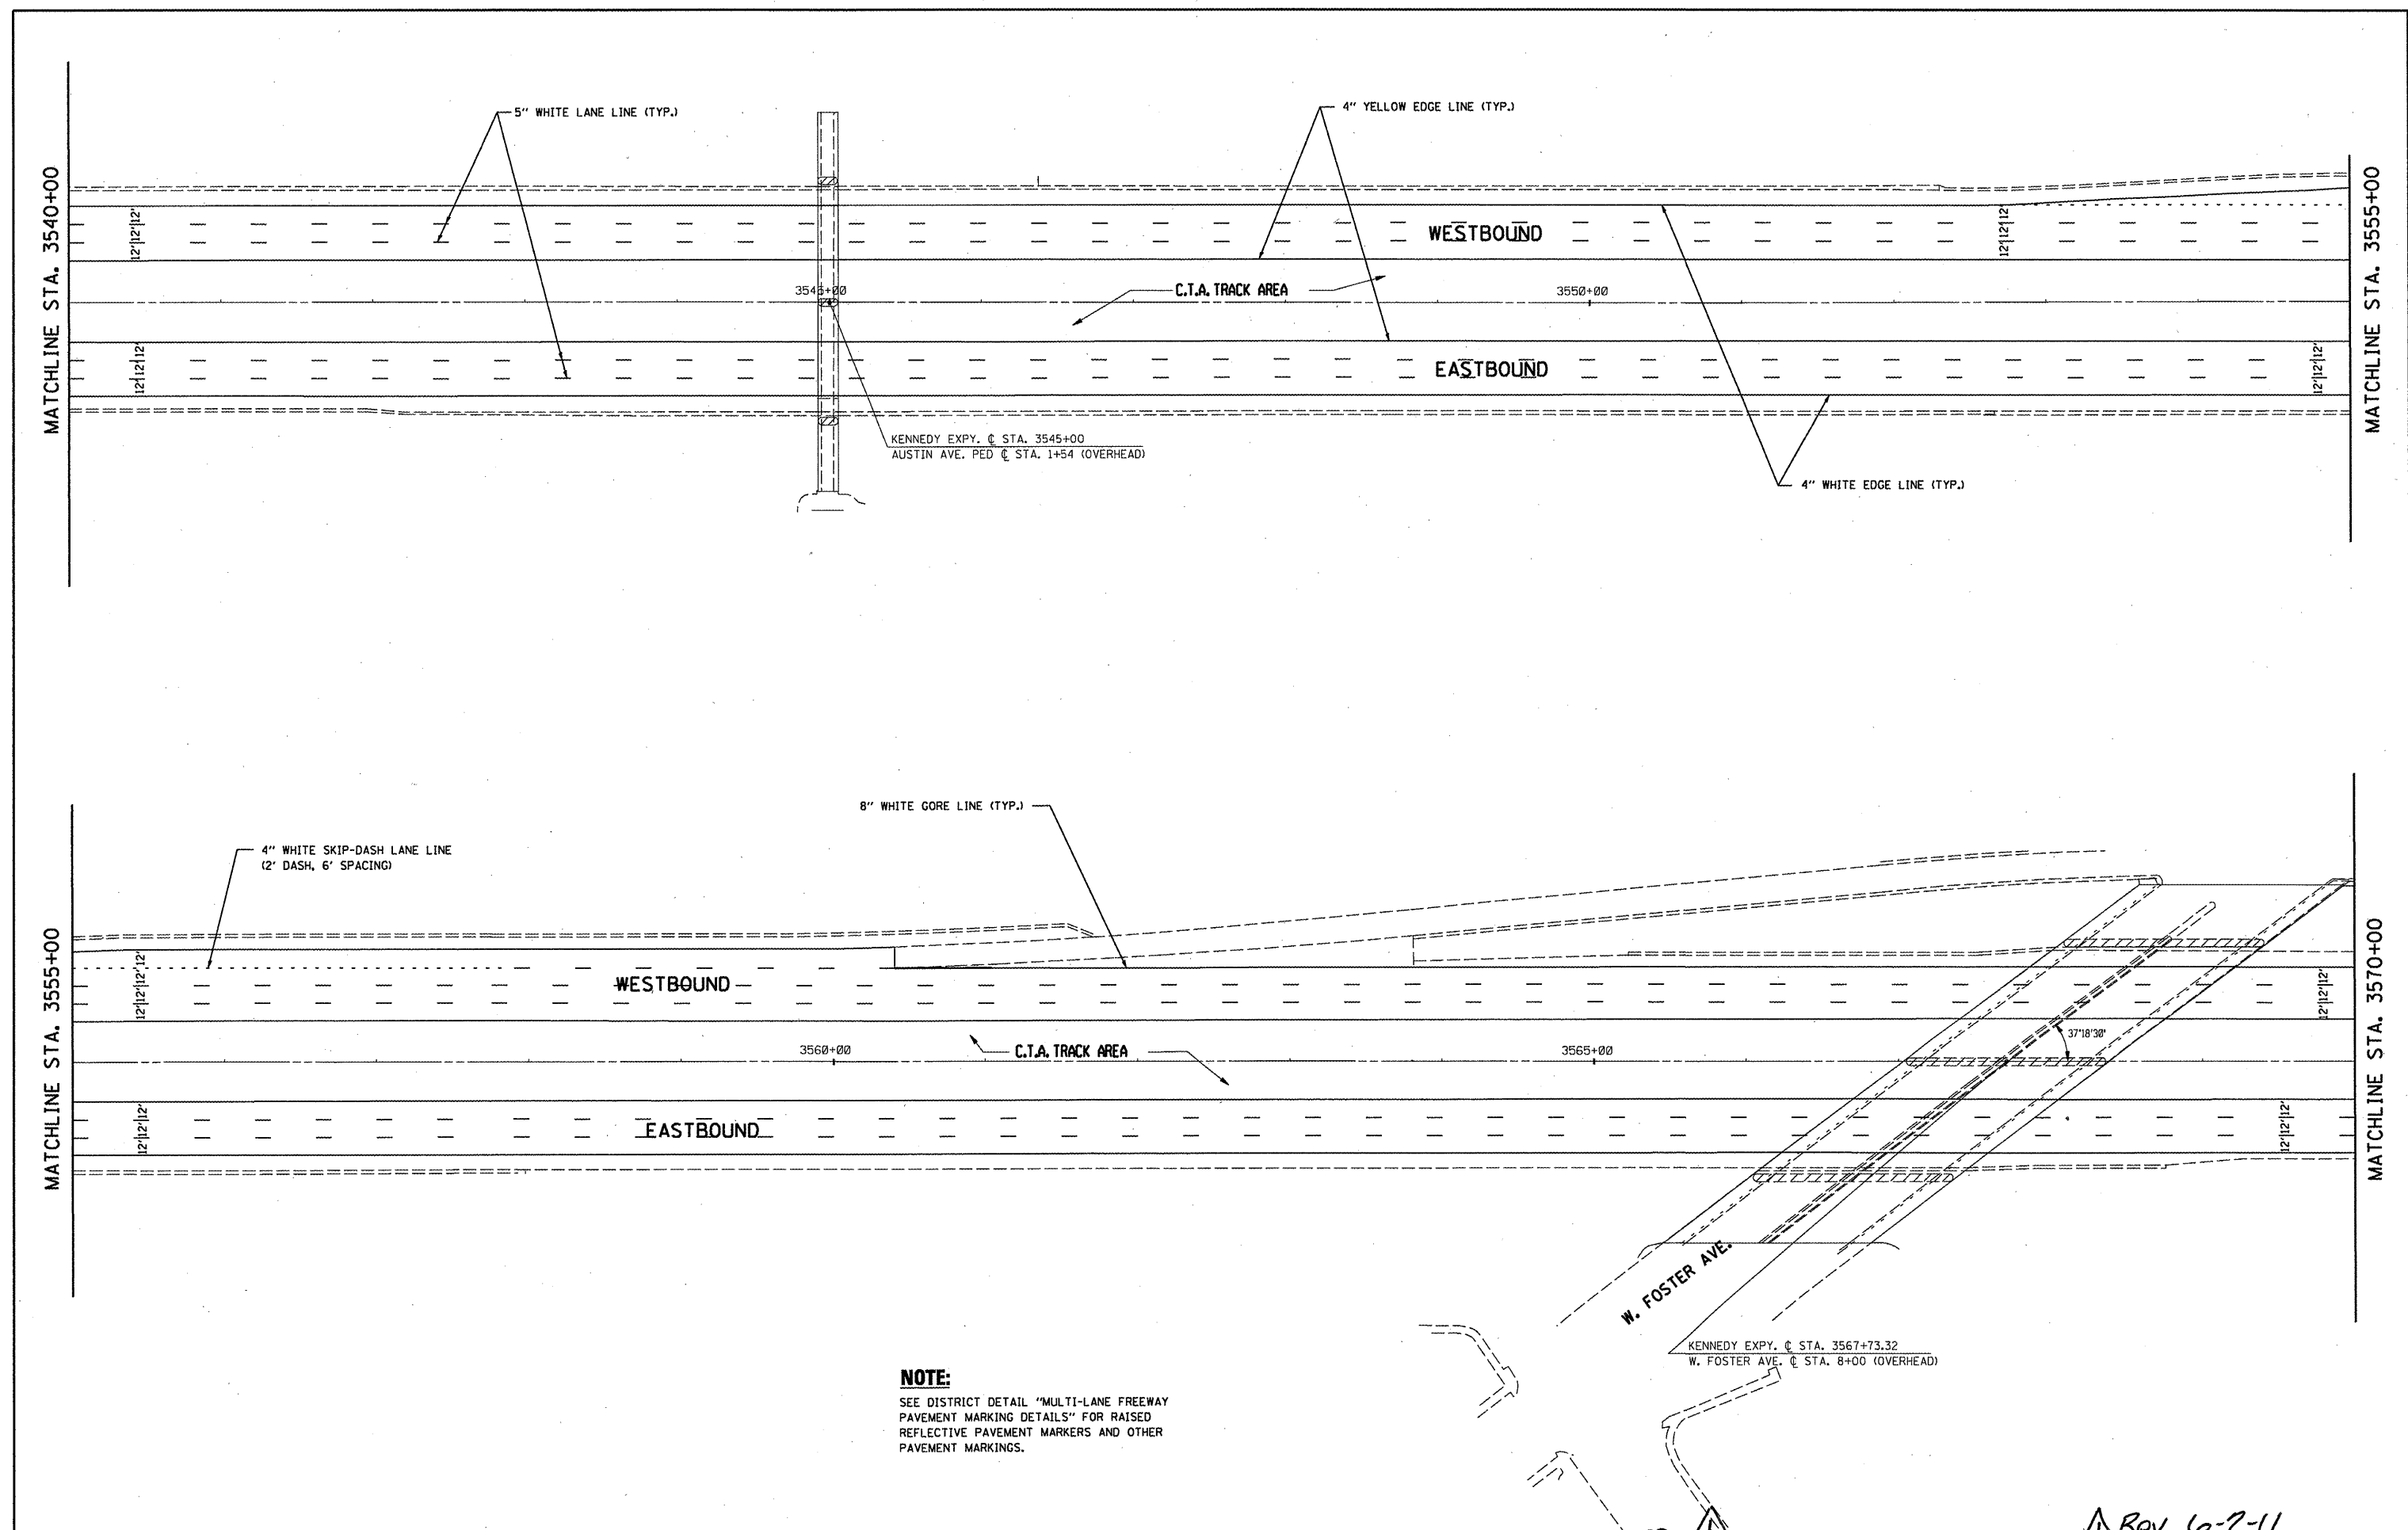 5" WHITE LANE LINE (TYP.)
4" YELLOW EDGE LINE (TYP.)
MATCHLINE STA. 3540+00
12' 12' 12'
WESTBOUND
12' 12' 12'
MATCHLINE STA. 3555+00
3545+00
C.T.A. TRACK AREA
3550+00
12' 12' 12'
EASTBOUND
12' 12' 12'
KENNEDY EXPY. ℄ STA. 3545+00
AUSTIN AVE. PED ℄ STA. 1+54 (OVERHEAD)
4" WHITE EDGE LINE (TYP.)
8" WHITE GORE LINE (TYP.)
4" WHITE SKIP-DASH LANE LINE
(2' DASH, 6' SPACING)
MATCHLINE STA. 3555+00
12' 12' 12' 12'
WESTBOUND
12' 12' 12'
MATCHLINE STA. 3570+00
37°18'30"
3560+00
C.T.A. TRACK AREA
3565+00
12' 12' 12'
EASTBOUND
12' 12' 12'
W. FOSTER AVE.
KENNEDY EXPY. ℄ STA. 3567+73.32
W. FOSTER AVE. ℄ STA. 8+00 (OVERHEAD)
NOTE:
SEE DISTRICT DETAIL "MULTI-LANE FREEWAY
PAVEMENT MARKING DETAILS" FOR RAISED
REFLECTIVE PAVEMENT MARKERS AND OTHER
PAVEMENT MARKINGS.
Rev. 6-2-11